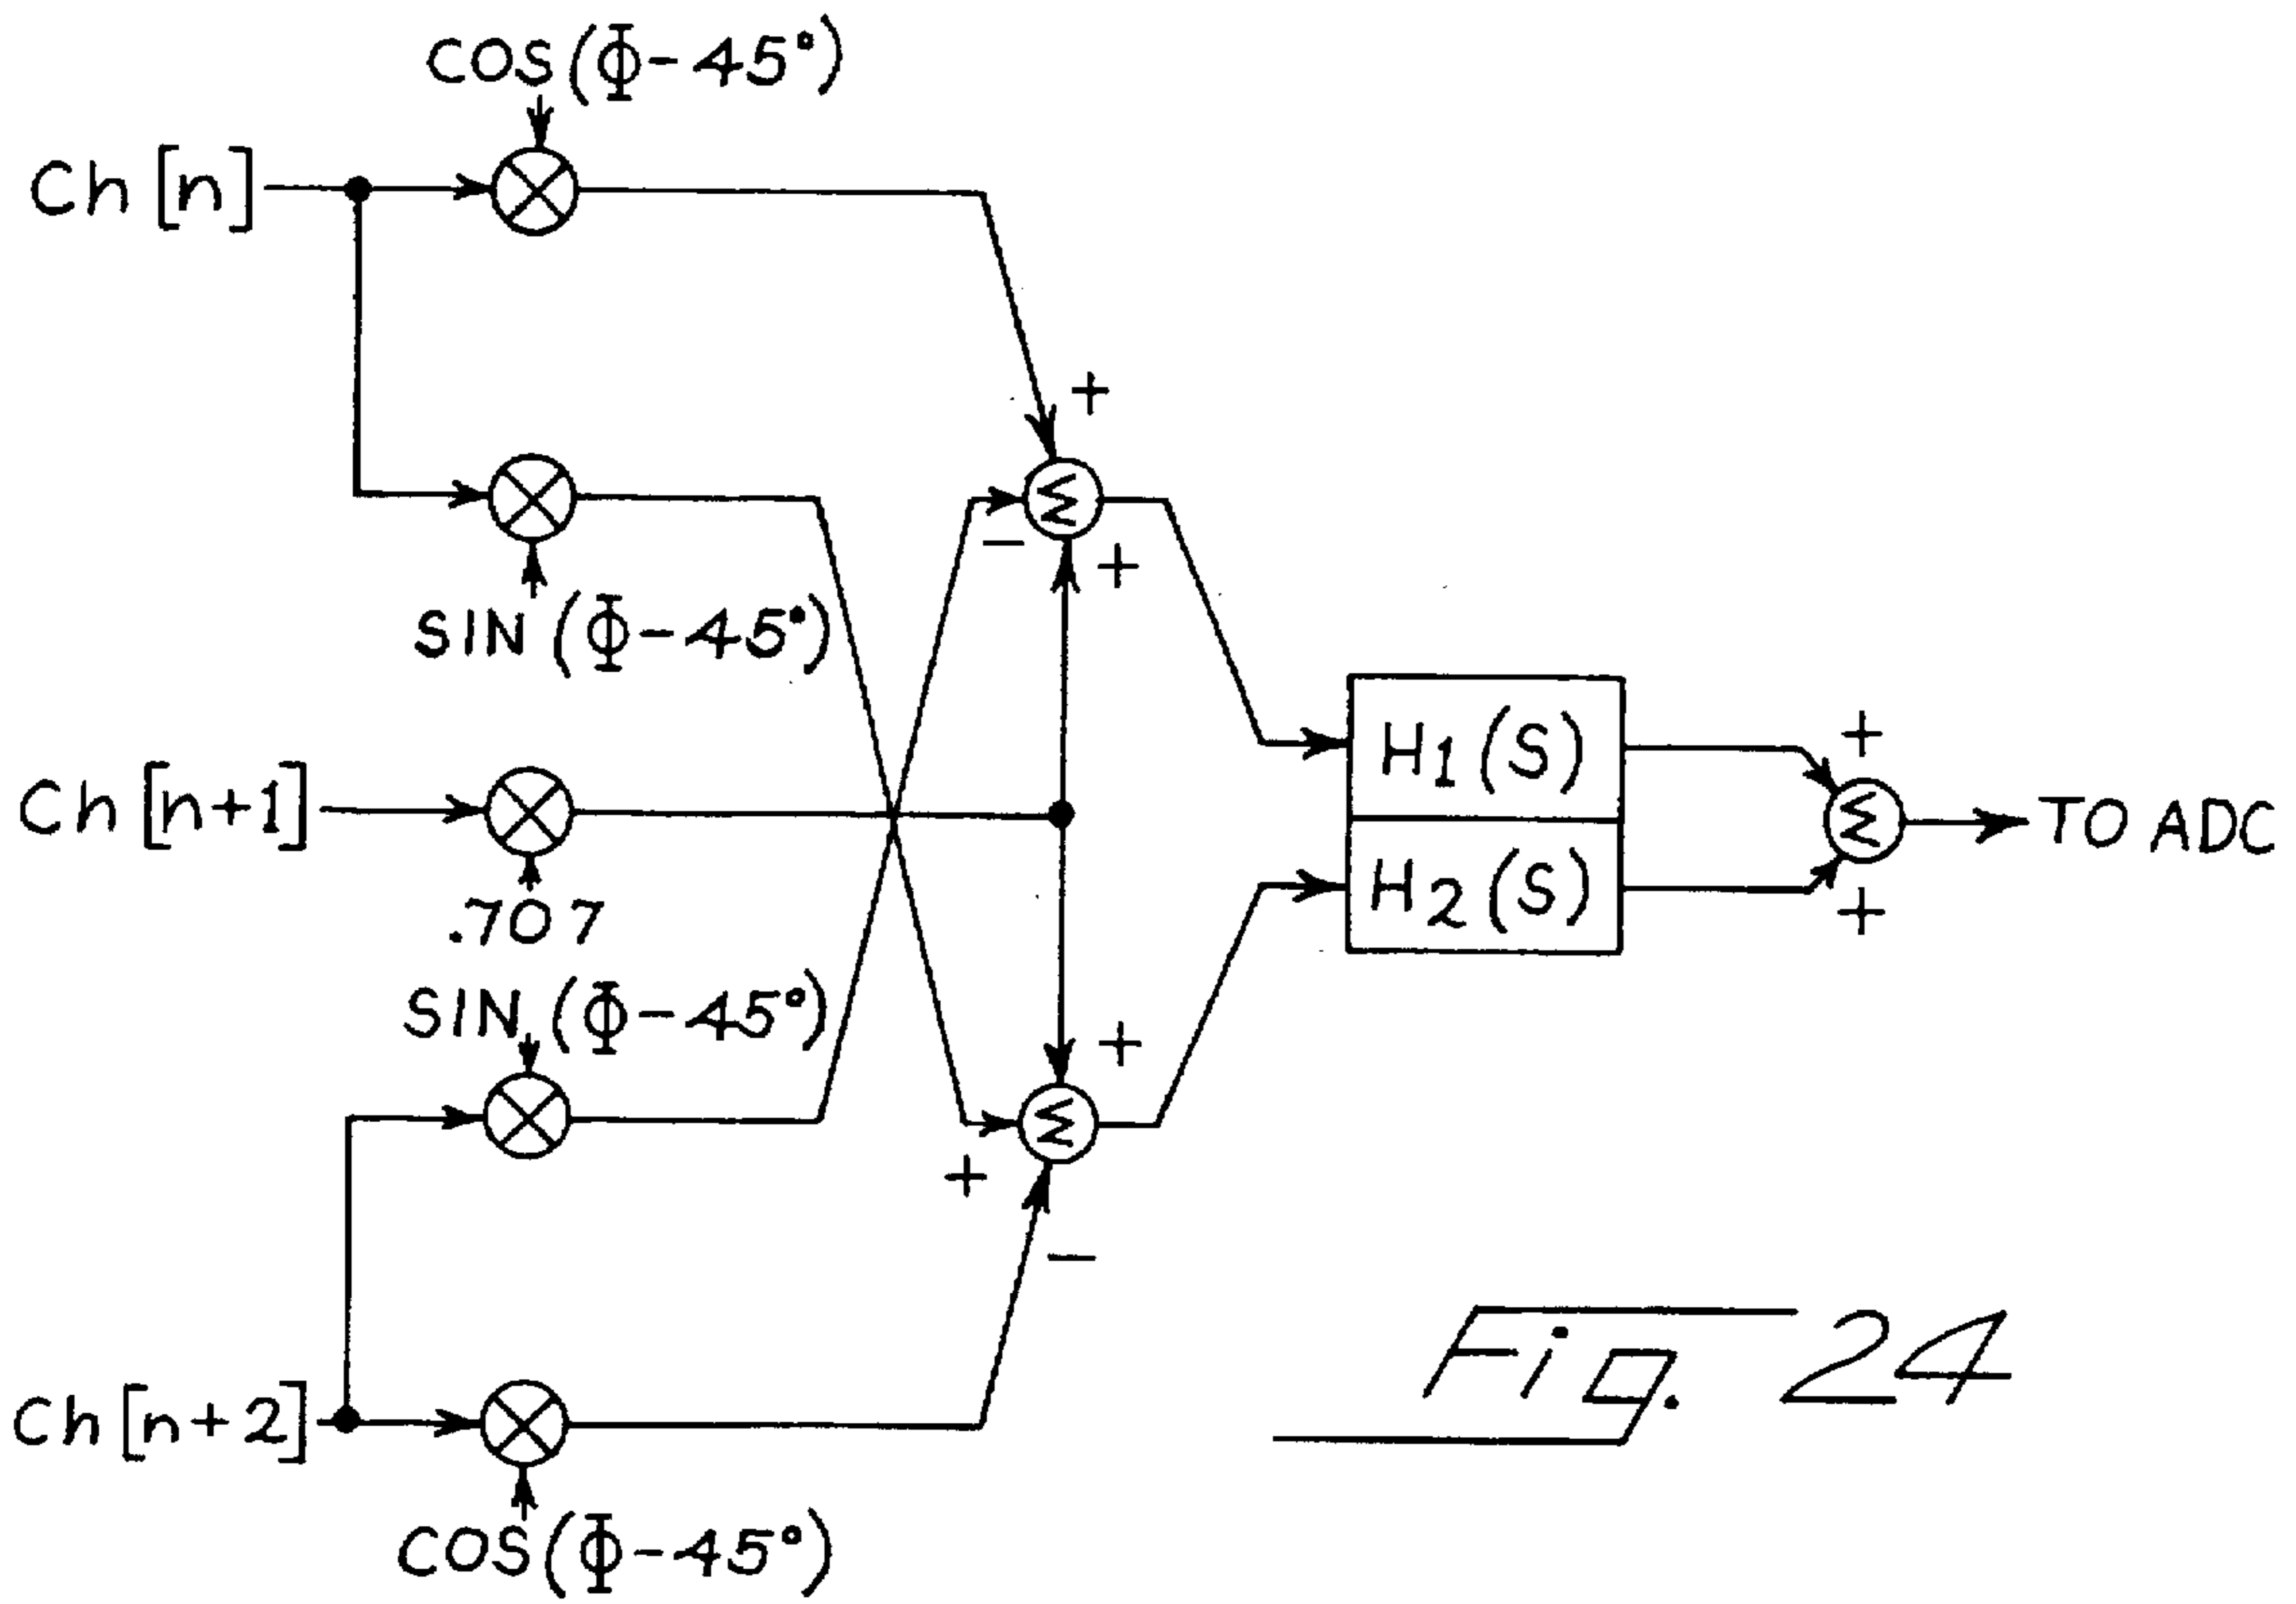 COS(Φ-45°)
Ch[n]
+
-
+
SIN(Φ-45°)
H1(S)
+
Ch[n+1]
TO ADC
H2(S)
+
.707
SIN(Φ-45°)
+
+
-
Ch[n+2]
COS(Φ-45°)
Fig. 24